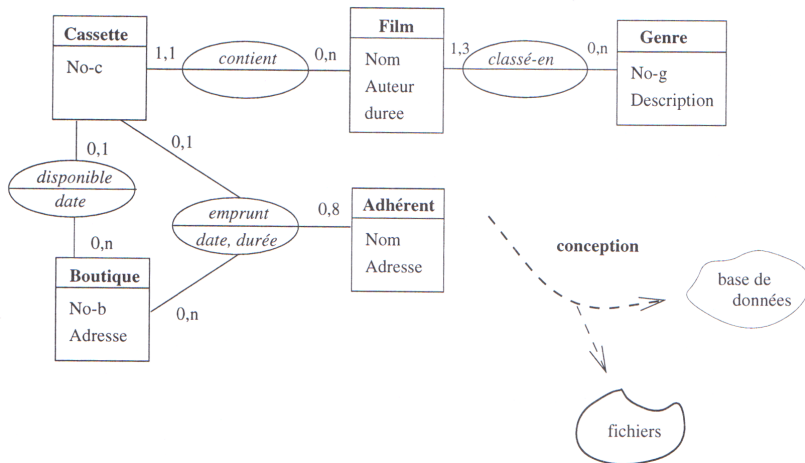 Cassette
No-c
1,1
contient
0,n
Film
Nom
Auteur
duree
1,3
classé-en
0,n
Genre
No-g
Description
0,1
disponible
date
0,n
0,1
emprunt
date, durée
0,8
Adhérent
Nom
Adresse
Boutique
No-b
Adresse
0,n
conception
base de
données
fichiers